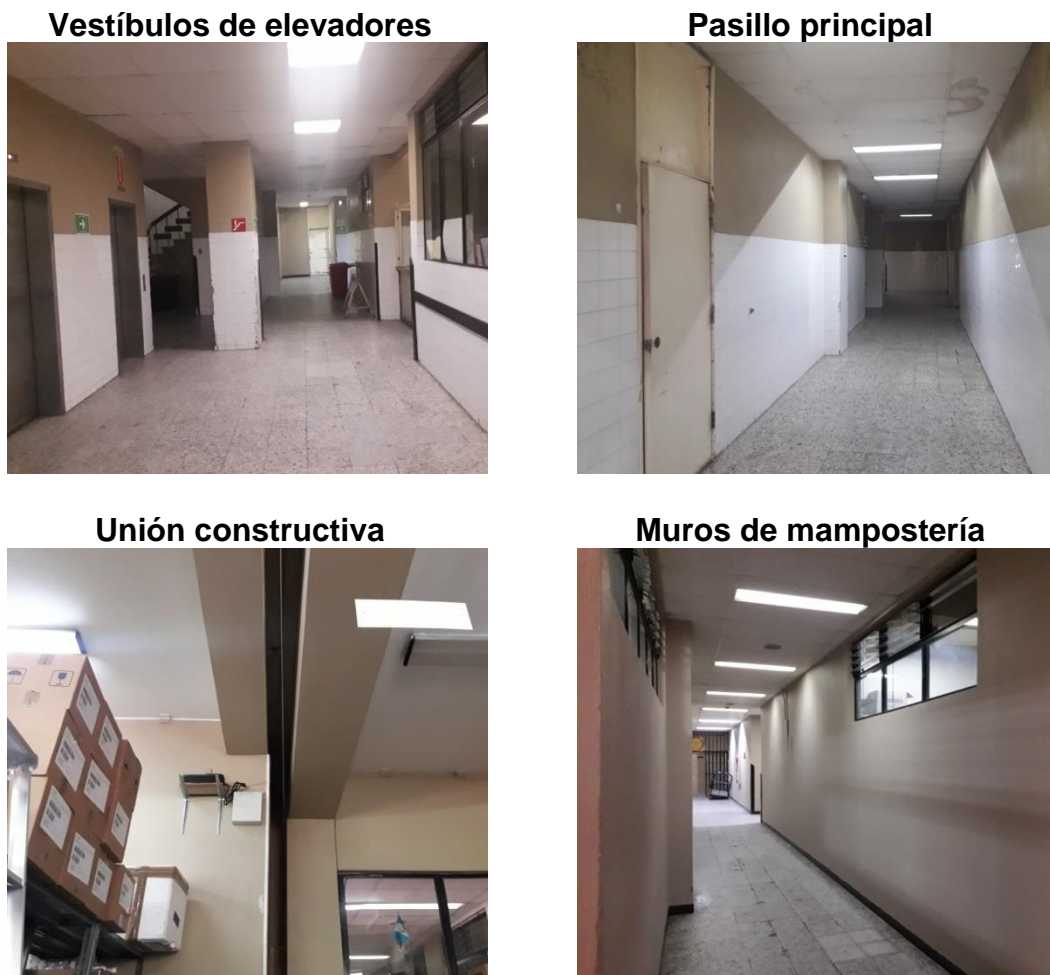 Vestíbulos de elevadores
Pasillo principal
Unión constructiva
Muros de mampostería